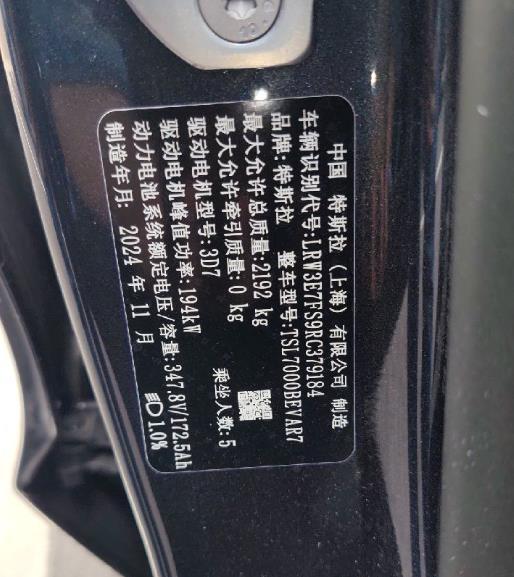 中国 特斯拉（上海）有限公司 制造
车辆识别代号:LRW3E7FS9RC379184
品牌:特斯拉 整车型号:TSL7000BEVAR7
最大允许总质量:2192 kg
最大允许牵引质量:0 kg
驱动电机型号:3D7 乘坐人数:5
驱动电机峰值功率:194kW
动力电池系统额定电压/容量:347.8V/172.5Ah
制造年月: 2024 年 11 月 1.0%